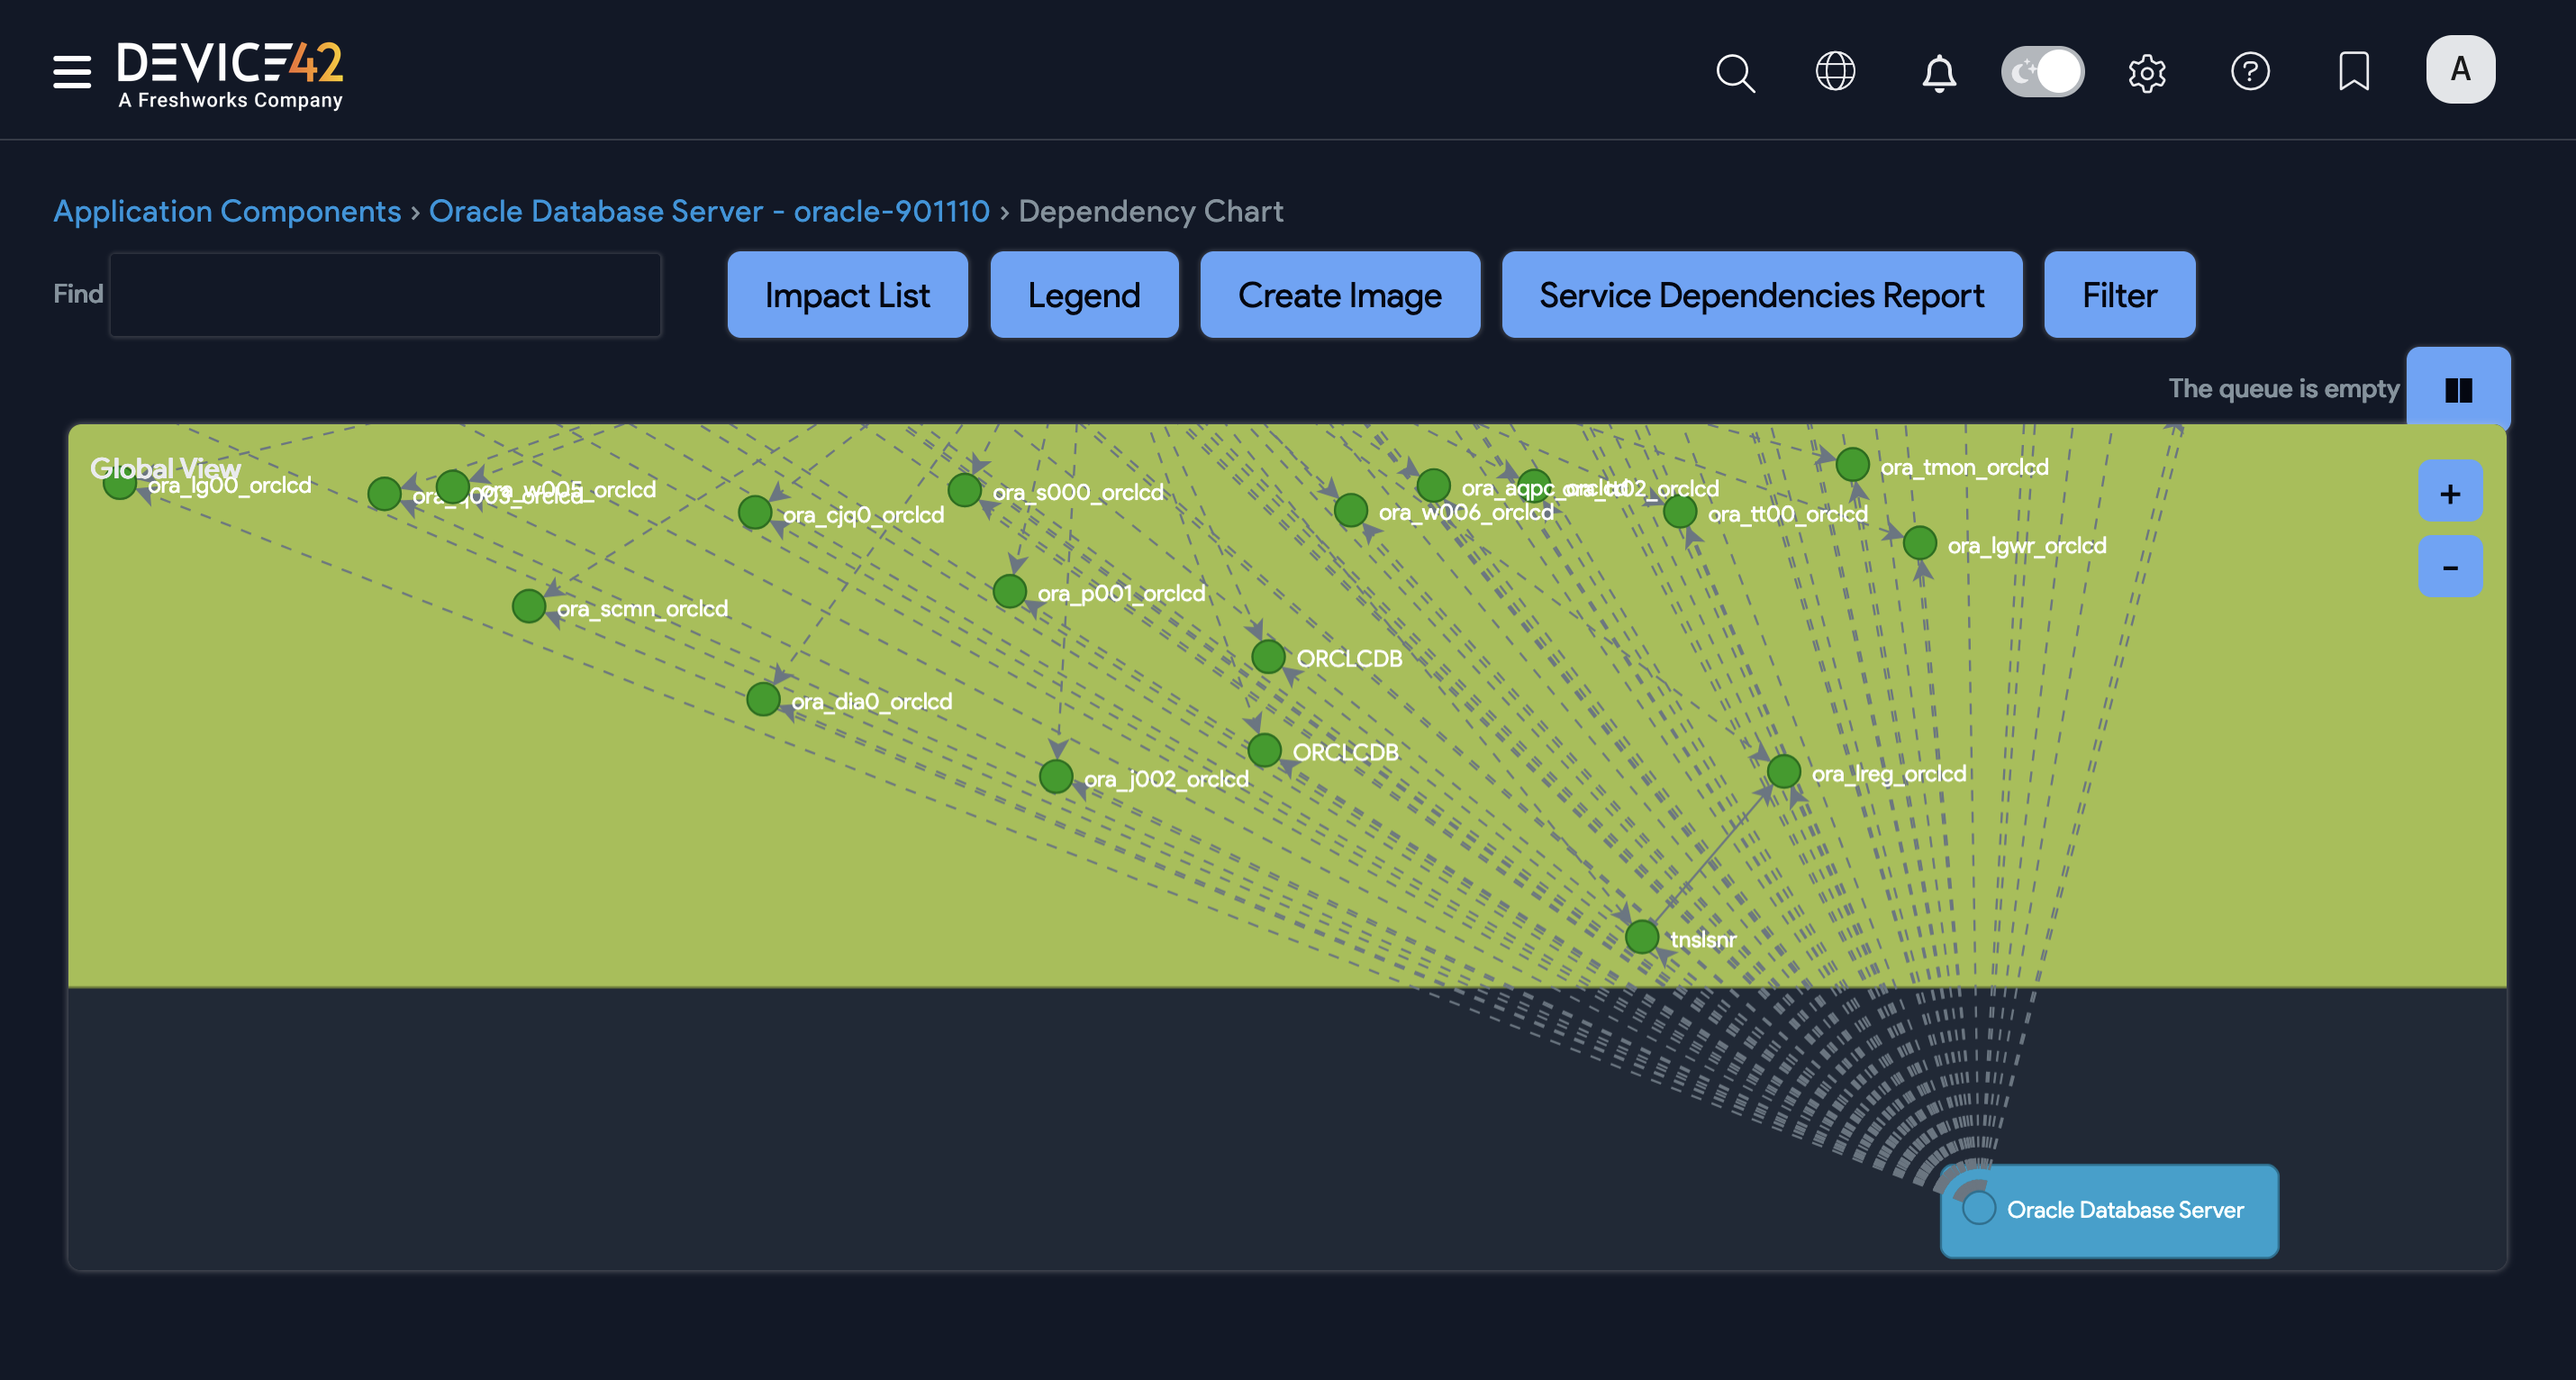 DEVICE42
A Freshworks Company
A
Application Components › Oracle Database Server - oracle-901110 › Dependency Chart
Find
Impact List
Legend
Create Image
Service Dependencies Report
Filter
The queue is empty
Global View
ora_lg00_orclcd
ora_q003_orclcd
ora_w005_orclcd
ora_cjq0_orclcd
ora_s000_orclcd
ora_w006_orclcd
ora_aqpc_orclcd
ora_tt02_orclcd
ora_tt00_orclcd
ora_tmon_orclcd
ora_lgwr_orclcd
+
-
ora_scmn_orclcd
ora_p001_orclcd
ORCLCDB
ora_dia0_orclcd
ORCLCDB
ora_j002_orclcd
ora_lreg_orclcd
tnslsnr
Oracle Database Server